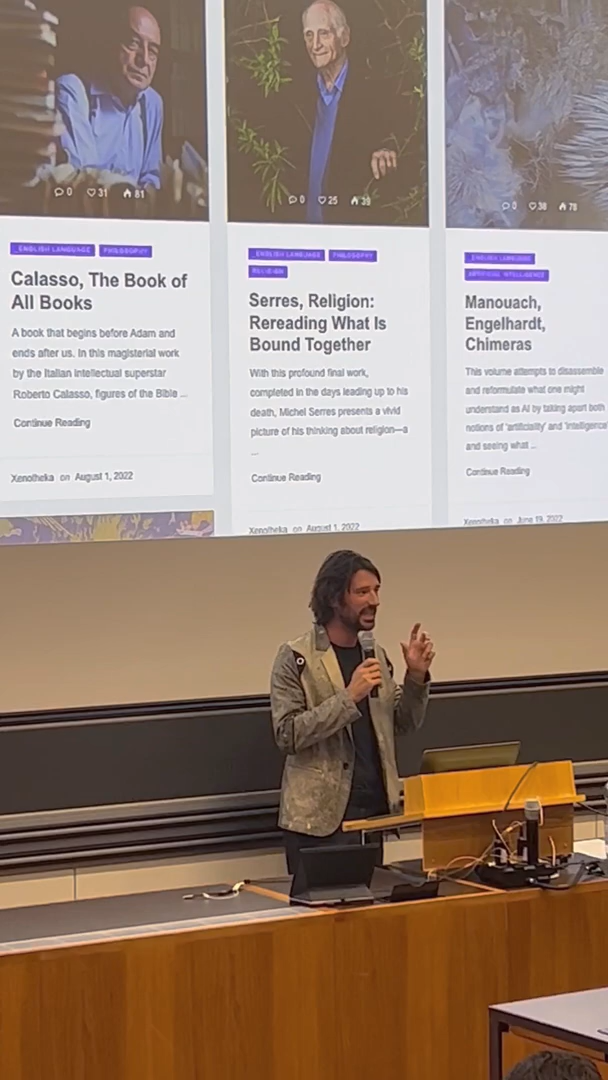 0 31 81
ENGLISH LANGUAGE PHILOSOPHY
Calasso, The Book of
All Books
A book that begins before Adam and
ends after us. In this magisterial work
by the Italian intellectual superstar
Roberto Calasso, figures of the Bible ...
Continue Reading
Xenotheka on August 1, 2022
0 25 39
ENGLISH LANGUAGE PHILOSOPHY
RELIGION
Serres, Religion:
Rereading What Is
Bound Together
With this profound final work,
completed in the days leading up to his
death, Michel Serres presents a vivid
picture of his thinking about religion—a
...
Continue Reading
Xenotheka on August 1, 2022
0 38 78
ENGLISH LANGUAGE
ARTIFICIAL INTELLIGENCE
Manouach,
Engelhardt,
Chimeras
This volume attempts to disassemble
and reformulate what one might
understand as AI by taking apart both
notions of 'artificiality' and 'intelligence'
and seeing what ...
Continue Reading
Xenotheka on June 19, 2022